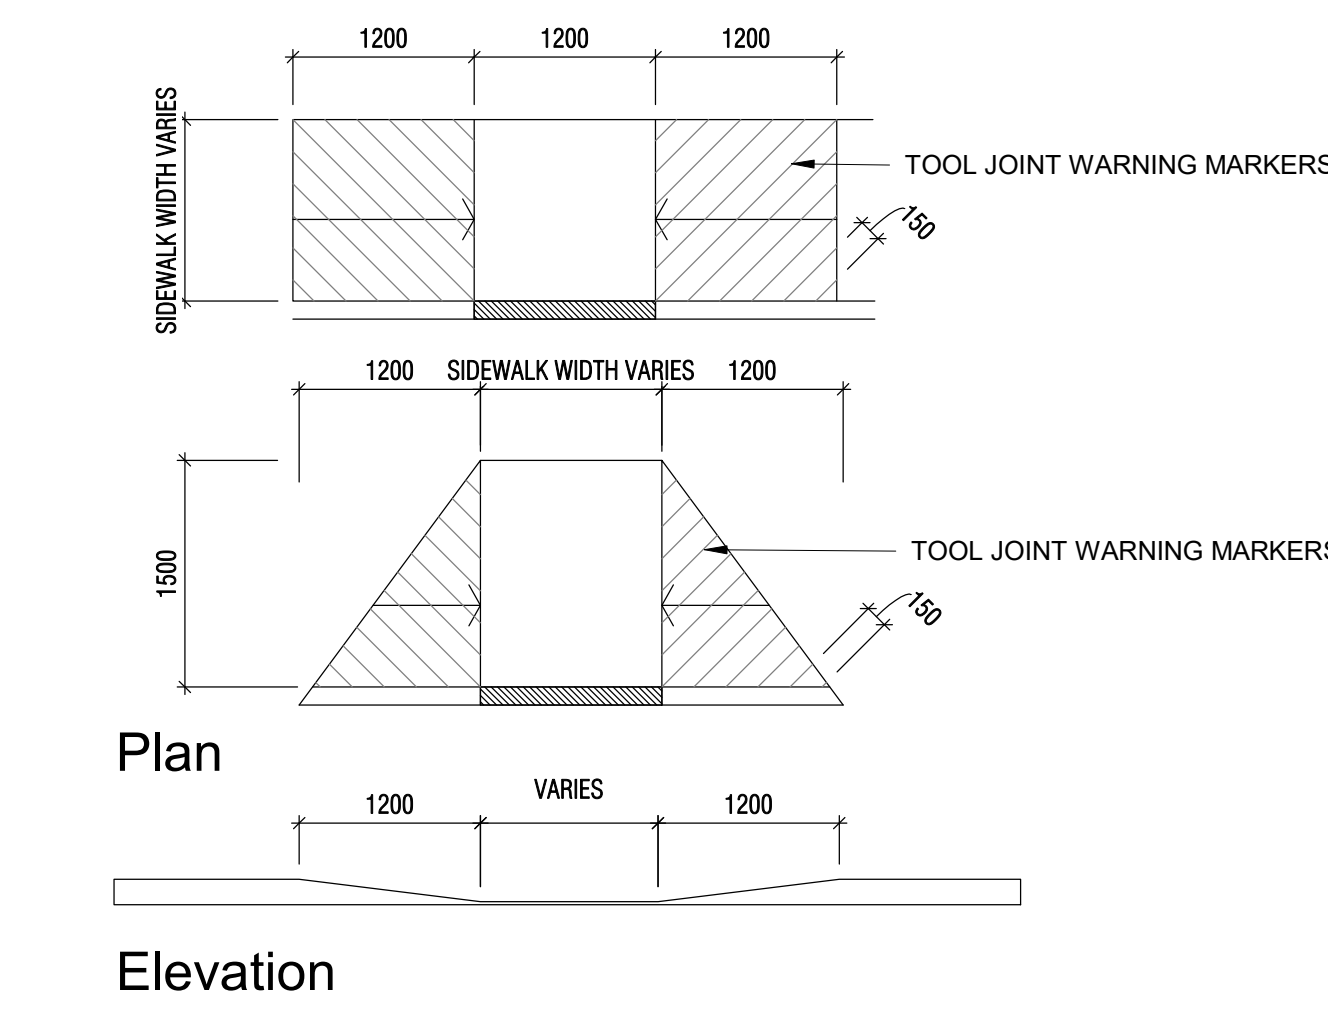 1200
1200
1200
SIDEWALK WIDTH VARIES
TOOL JOINT WARNING MARKERS
150
1200
SIDEWALK WIDTH VARIES
1200
1500
TOOL JOINT WARNING MARKERS
150
Plan
VARIES
1200
1200
Elevation